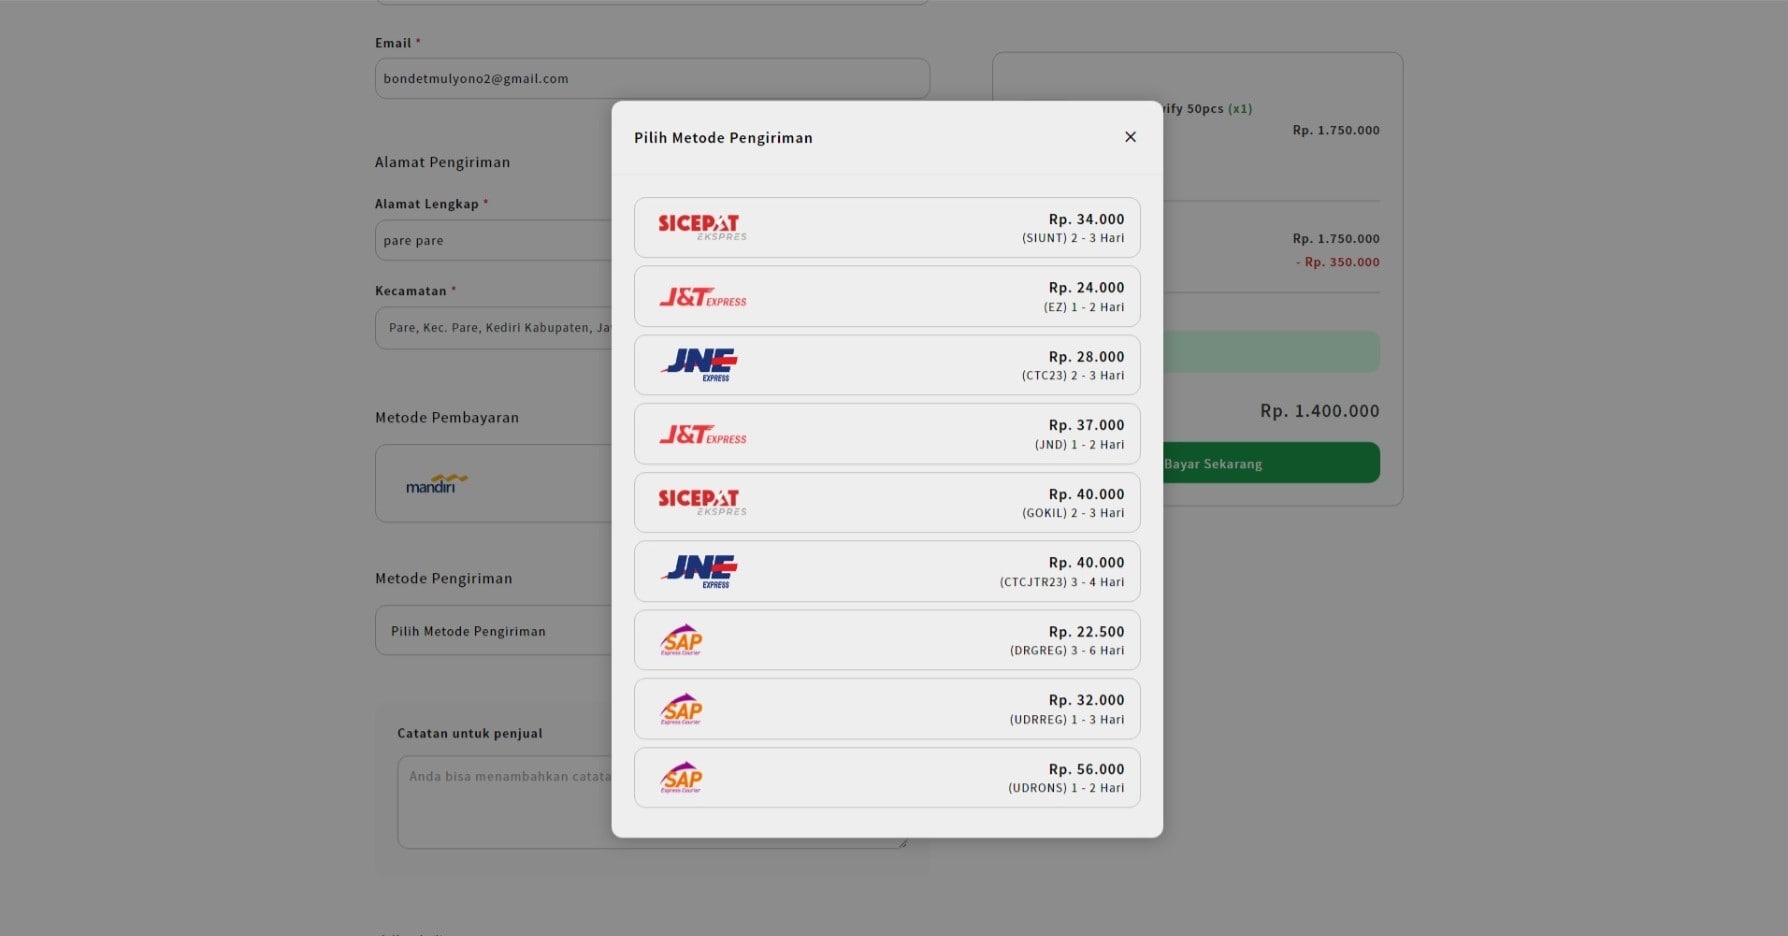 Email *
bondetmulyono2@gmail.com
Alamat Pengiriman
Alamat Lengkap *
pare pare
Kecamatan *
Pare, Kec. Pare, Kediri Kabupaten,
Metode Pembayaran
mandiri
Metode Pengiriman
Pilih Metode Pengiriman
Catatan untuk penjual
Anda bisa menambahkan
Pilih Metode Pengiriman
SICEPAT
EKSPRES
Rp. 34.000
(SIUNT) 2 - 3 Hari
J&T EXPRESS
Rp. 24.000
(EZ) 1 - 2 Hari
JNE
EXPRESS
Rp. 28.000
(CTC23) 2 - 3 Hari
J&T EXPRESS
Rp. 37.000
(JND) 1 - 2 Hari
SICEPAT
EKSPRES
Rp. 40.000
(GOKIL) 2 - 3 Hari
JNE
EXPRESS
Rp. 40.000
(CTCJTR23) 3 - 4 Hari
SAP
Express Courier
Rp. 22.500
(DRGREG) 3 - 6 Hari
SAP
Express Courier
Rp. 32.000
(UDRREG) 1 - 3 Hari
SAP
Express Courier
Rp. 56.000
(UDRONS) 1 - 2 Hari
50pcs (x1)
Rp. 1.750.000
Rp. 1.750.000
- Rp. 350.000
Rp. 1.400.000
Bayar Sekarang